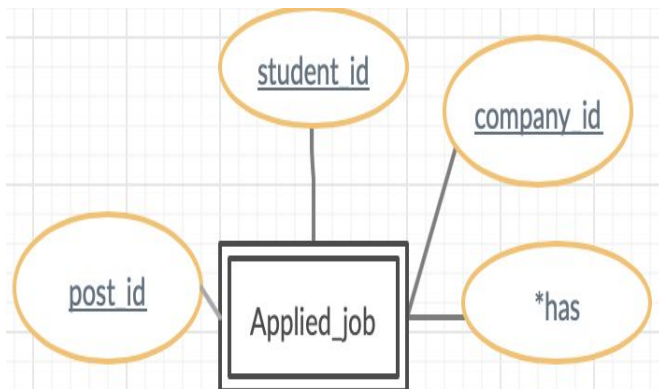 student_id
company_id
post_id
Applied_job
*has